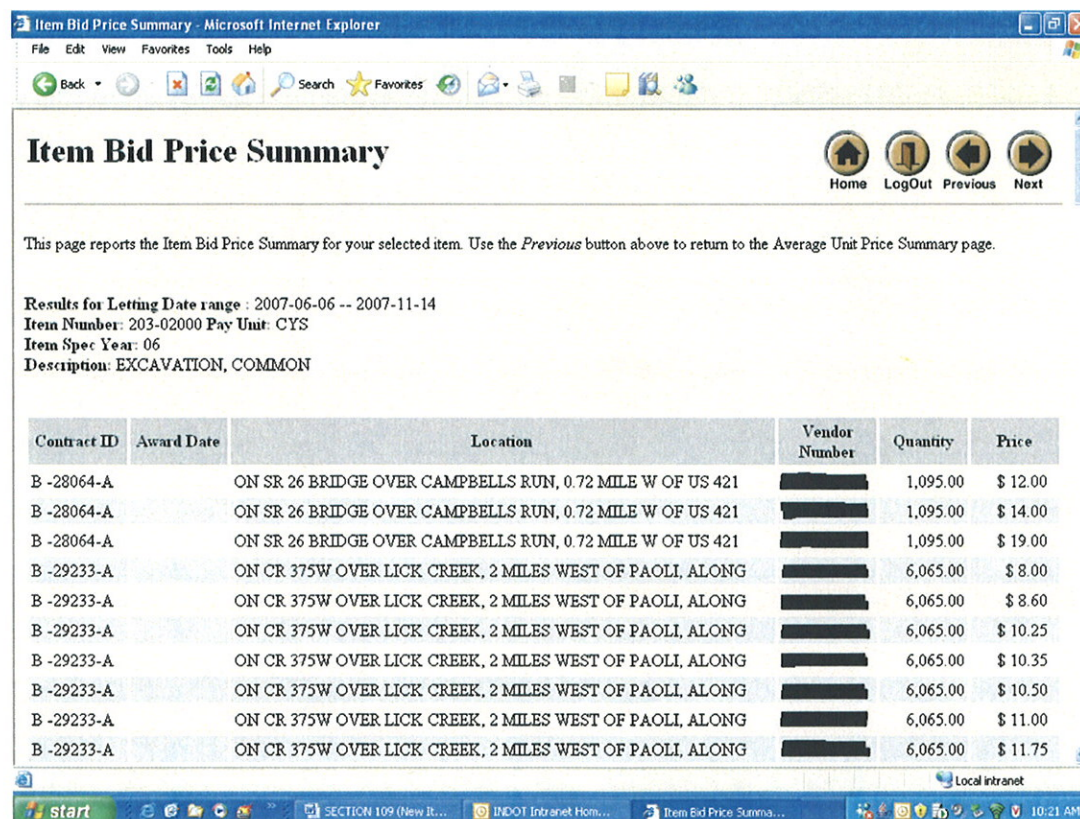 Item Bid Price Summary - Microsoft Internet Explorer
File Edit View Favorites Tools Help
Back Search Favorites
Item Bid Price Summary
Home LogOut Previous Next
This page reports the Item Bid Price Summary for your selected item. Use the Previous button above to return to the Average Unit Price Summary page.
Results for Letting Date range : 2007-06-06 -- 2007-11-14
Item Number: 203-02000 Pay Unit: CYS
Item Spec Year: 06
Description: EXCAVATION, COMMON
Contract ID Award Date Location Vendor Number Quantity Price
B -28064-A ON SR 26 BRIDGE OVER CAMPBELLS RUN, 0.72 MILE W OF US 421 1,095.00 $ 12.00
B -28064-A ON SR 26 BRIDGE OVER CAMPBELLS RUN, 0.72 MILE W OF US 421 1,095.00 $ 14.00
B -28064-A ON SR 26 BRIDGE OVER CAMPBELLS RUN, 0.72 MILE W OF US 421 1,095.00 $ 19.00
B -29233-A ON CR 375W OVER LICK CREEK, 2 MILES WEST OF PAOLI, ALONG 6,065.00 $ 8.00
B -29233-A ON CR 375W OVER LICK CREEK, 2 MILES WEST OF PAOLI, ALONG 6,065.00 $ 8.60
B -29233-A ON CR 375W OVER LICK CREEK, 2 MILES WEST OF PAOLI, ALONG 6,065.00 $ 10.25
B -29233-A ON CR 375W OVER LICK CREEK, 2 MILES WEST OF PAOLI, ALONG 6,065.00 $ 10.35
B -29233-A ON CR 375W OVER LICK CREEK, 2 MILES WEST OF PAOLI, ALONG 6,065.00 $ 10.50
B -29233-A ON CR 375W OVER LICK CREEK, 2 MILES WEST OF PAOLI, ALONG 6,065.00 $ 11.00
B -29233-A ON CR 375W OVER LICK CREEK, 2 MILES WEST OF PAOLI, ALONG 6,065.00 $ 11.75
Local intranet
start SECTION 109 (New It... INDOT Intranet Hom... Item Bid Price Summa... 10:21 AM